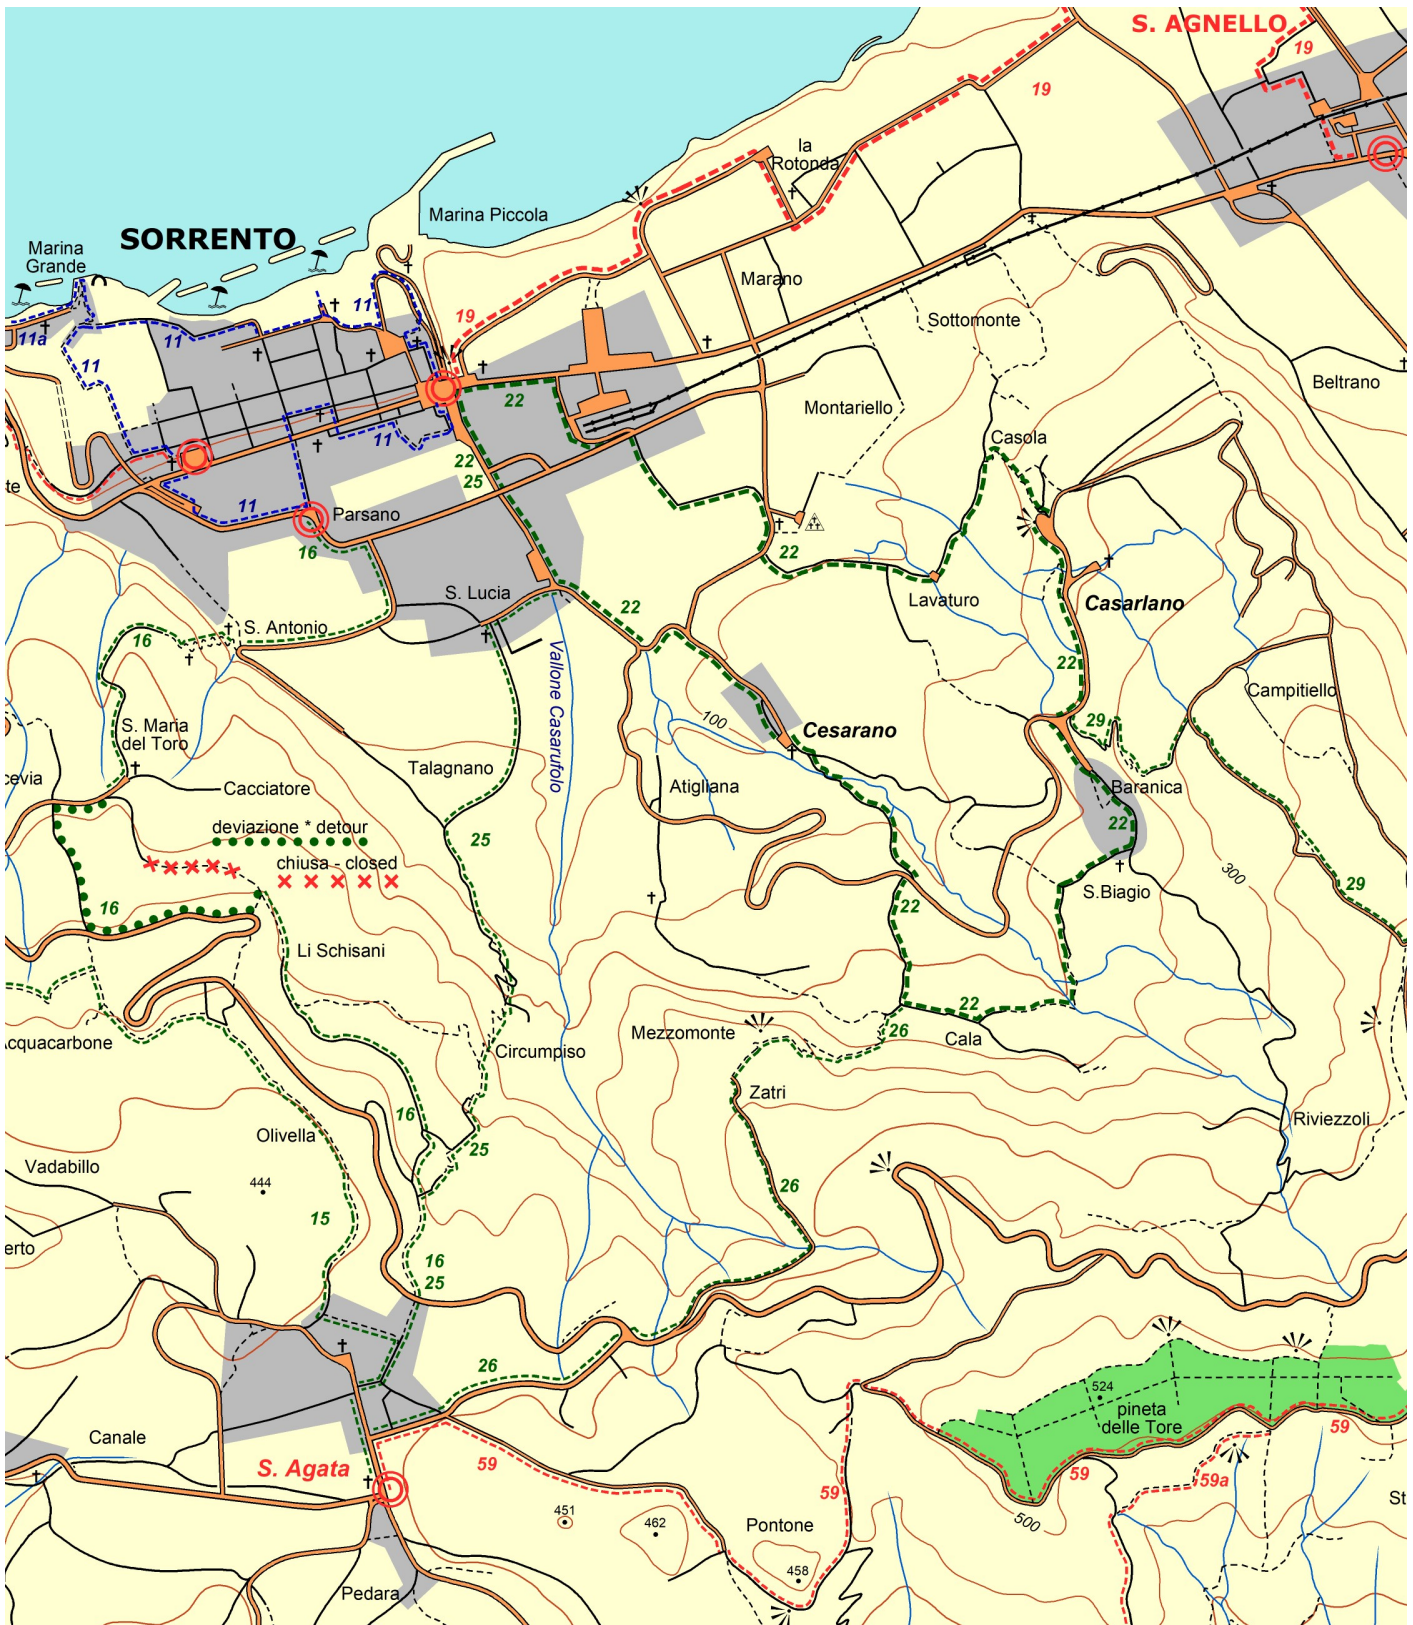 S. AGNELLO
19
19
la
Rotonda
Marina Piccola
SORRENTO
Marina
Grande
Marano
11
19
Sottomonte
11a
11
11
Beltrano
22
Montariello
11
Casola
22
25
11
Parsano
16
22
S. Lucia
Lavaturo
Casarlano
22
16
S. Antonio
Vallone Casarufolo
22
Campitiello
S. Maria
del Toro
100
Cesarano
29
cevia
Talagnano
Cacciatore
Atigliana
Baranica
deviazione * detour
25
22
chiusa - closed
300
S.Biagio
29
16
22
Li Schisani
22
Mezzomonte
26
Cala
cquacarbone
Circumpiso
Zatri
16
Olivella
25
Riviezzoli
Vadabillo
444
26
15
erto
16
25
26
524
pineta
delle Tore
Canale
59
S. Agata
59
59
59
59a
St
451
462
Pontone
500
458
Pedara